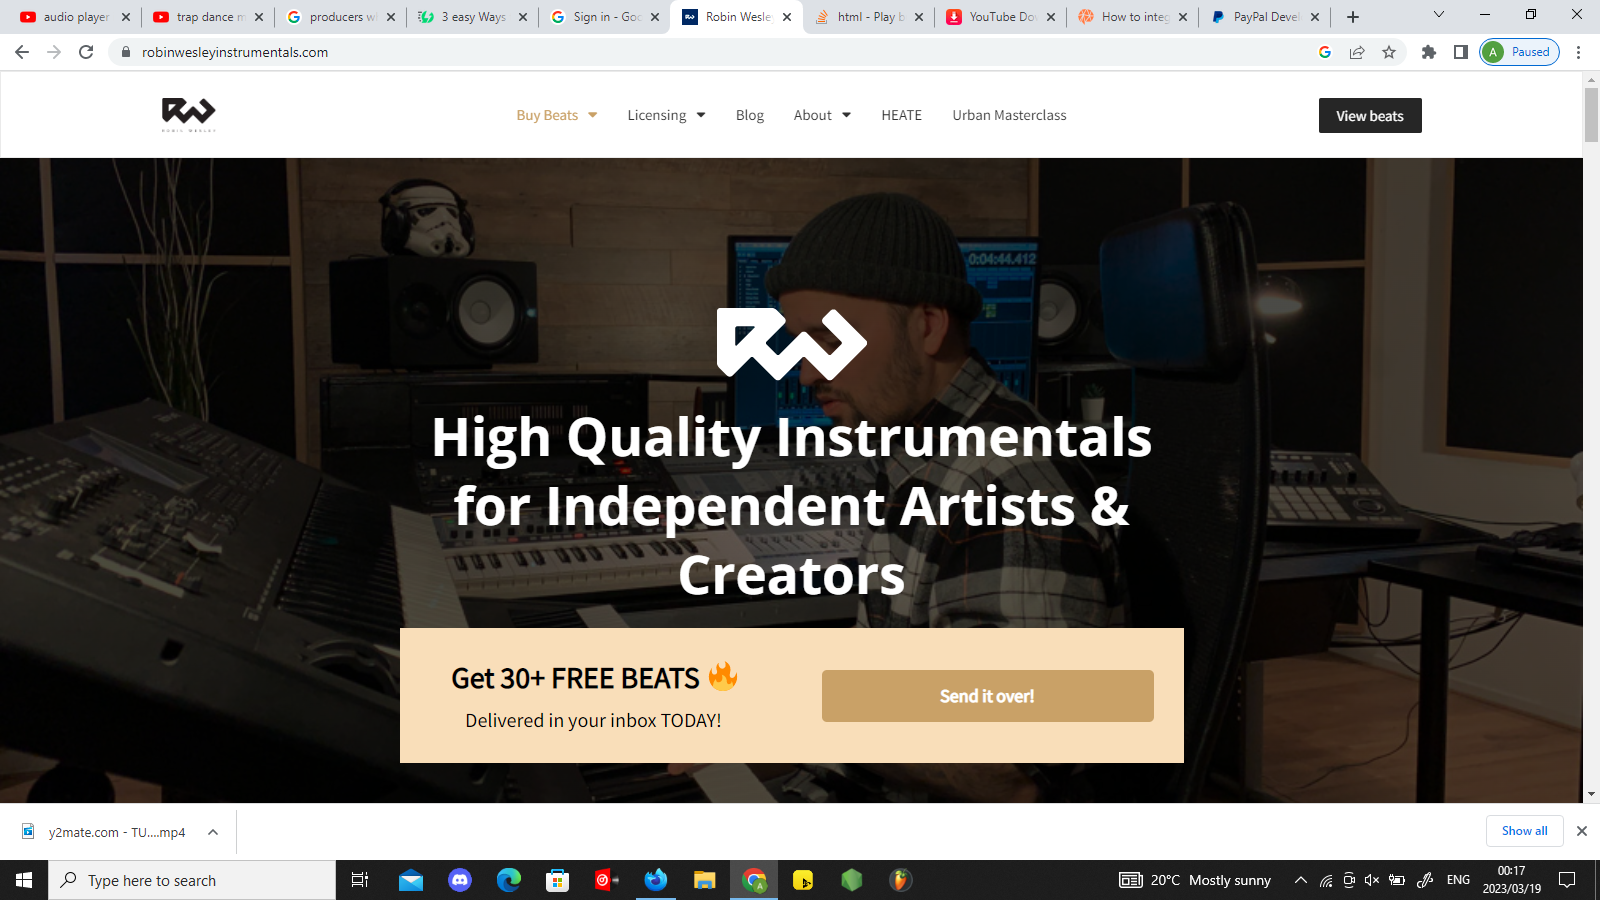 audio player
trap dance m
producers wi
3 easy Ways
Sign in - Goo
Robin Wesley
html - Play b
YouTube Dow
How to integ
PayPal Devel
robinwesleyinstrumentals.com
A
Paused
ROBIN WESLEY
Buy Beats
Licensing
Blog
About
HEATE
Urban Masterclass
View beats
0:04:44.412
High Quality Instrumentals
for Independent Artists &
Creators
Get 30+ FREE BEATS
Delivered in your inbox TODAY!
Send it over!
y2mate.com - TU....mp4
Show all
Type here to search
20°C Mostly sunny
ENG
00:17
2023/03/19